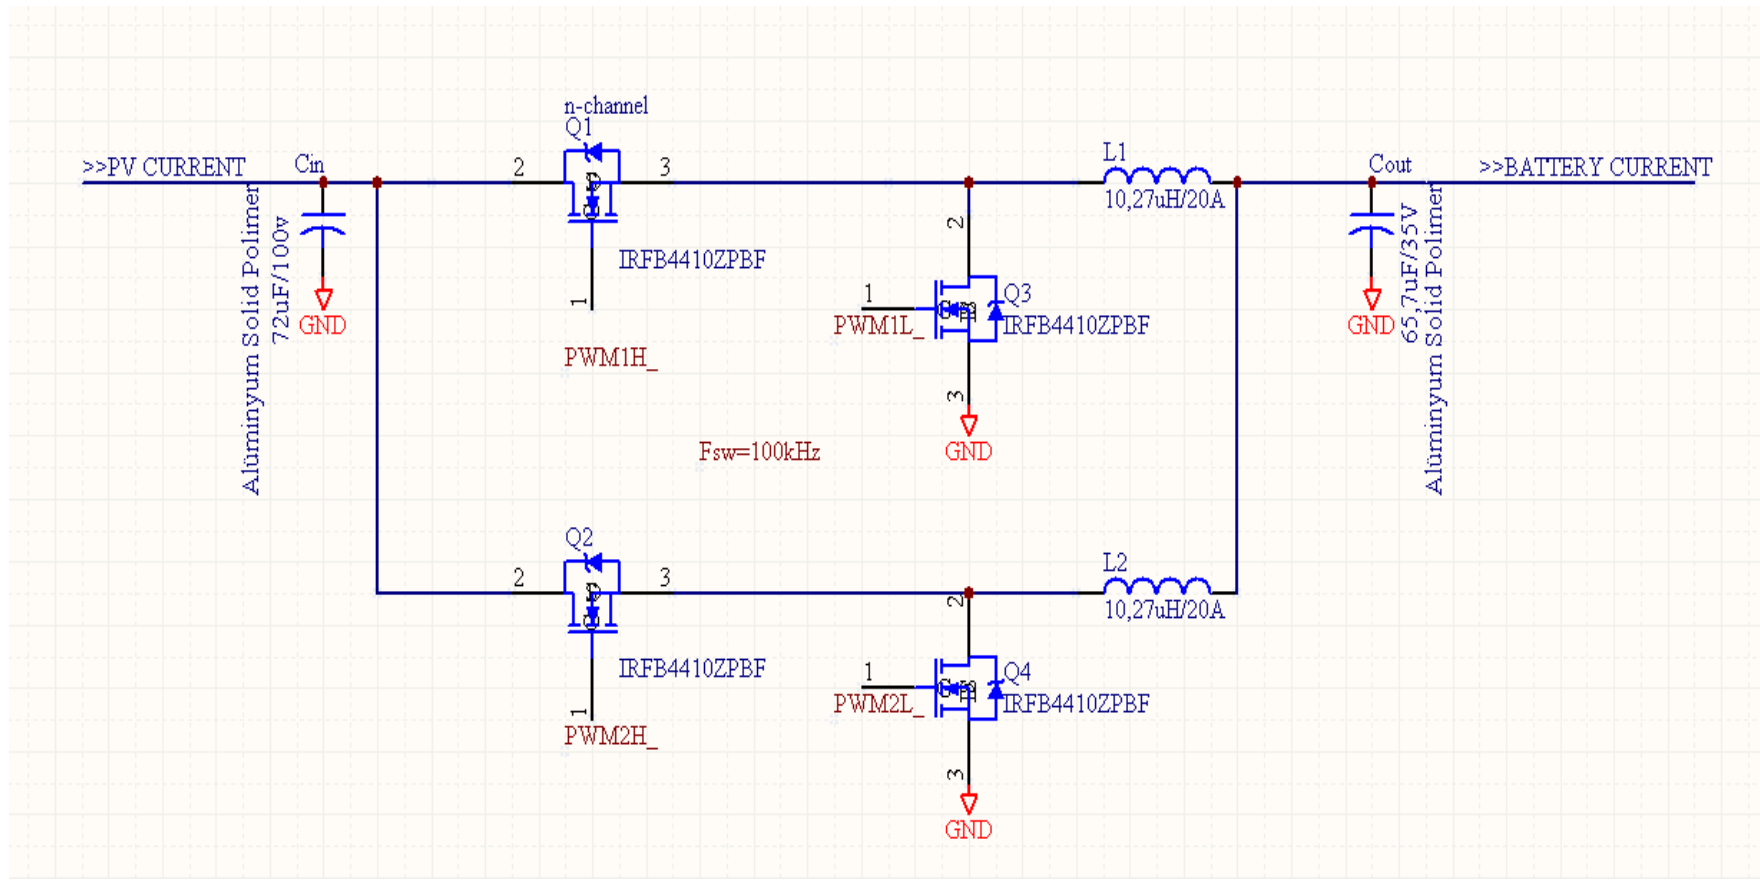 n-channel
Q1
>>PV CURRENT
Cin
2
3
L1
10,27uH/20A
Cout
>>BATTERY CURRENT
Alüminyum Solid Polimer
72uF/100v
GND
1
IRFB4410ZPBF
PWM1H_
2
1
PWM1L_
Q3
IRFB4410ZPBF
3
GND
GND
65,7uF/35V
Alüminyum Solid Polimer
Fsw=100kHz
Q2
2
3
L2
10,27uH/20A
IRFB4410ZPBF
1
PWM2H_
2
1
PWM2L_
Q4
IRFB4410ZPBF
3
GND